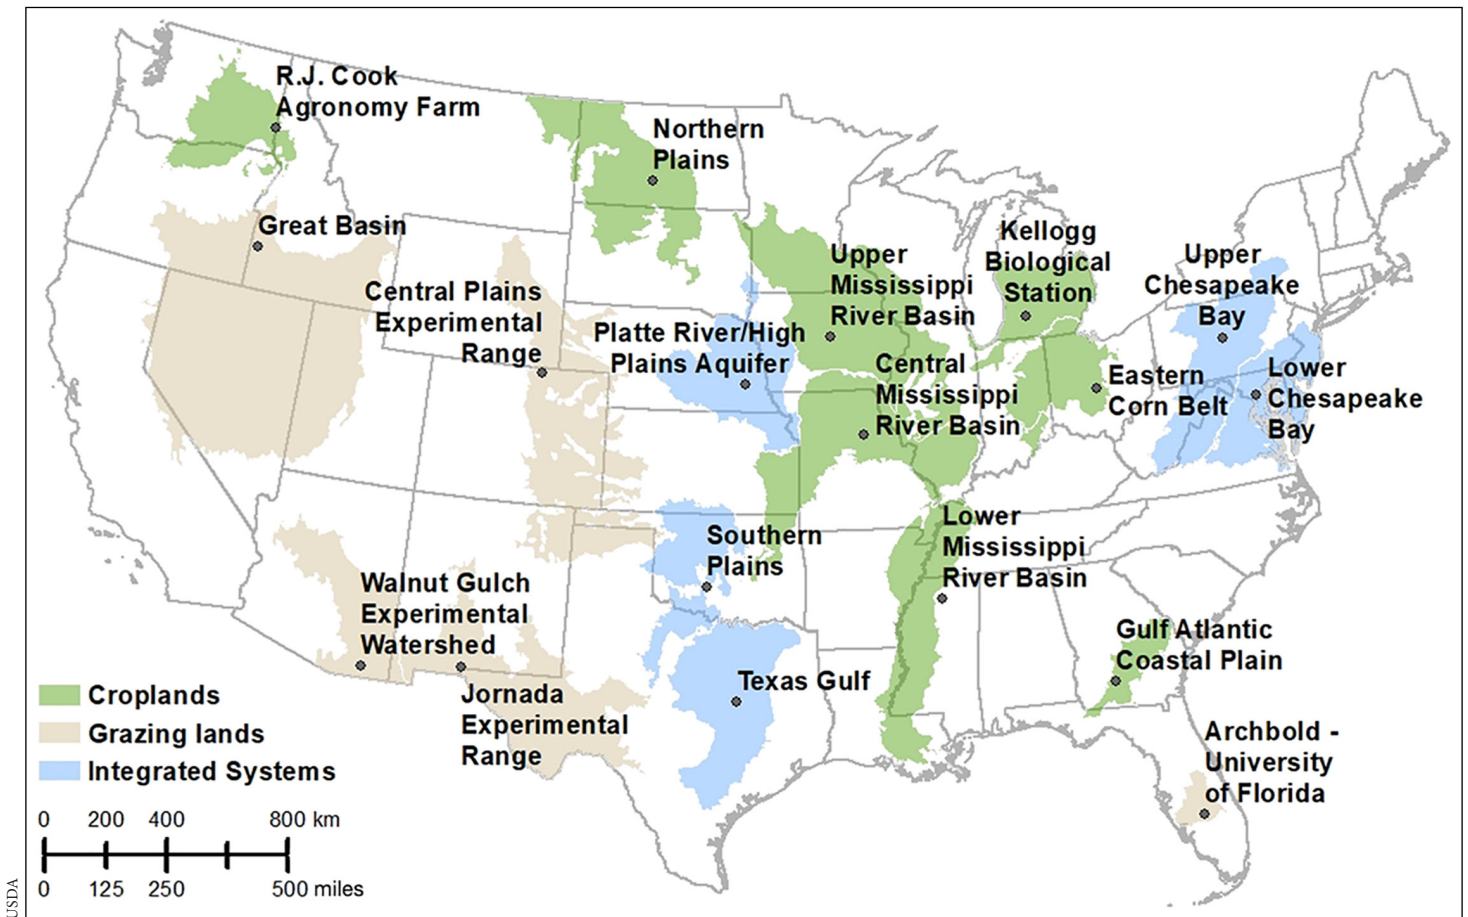 R.J. Cook
Agronomy Farm
Northern
Plains
Great Basin
Kellogg
Biological
Station
Upper
Mississippi
River Basin
Upper
Chesapeake
Bay
Central Plains
Experimental
Range
Platte River/High
Plains Aquifer
Central
Mississippi
River Basin
Eastern
Corn Belt
Lower
Chesapeake
Bay
Southern
Plains
Lower
Mississippi
River Basin
Walnut Gulch
Experimental
Watershed
Gulf Atlantic
Coastal Plain
Texas Gulf
Jornada
Experimental
Range
Archbold -
University
of Florida
Croplands
Grazing lands
Integrated Systems
0 200 400 800 km
0 125 250 500 miles
USDA